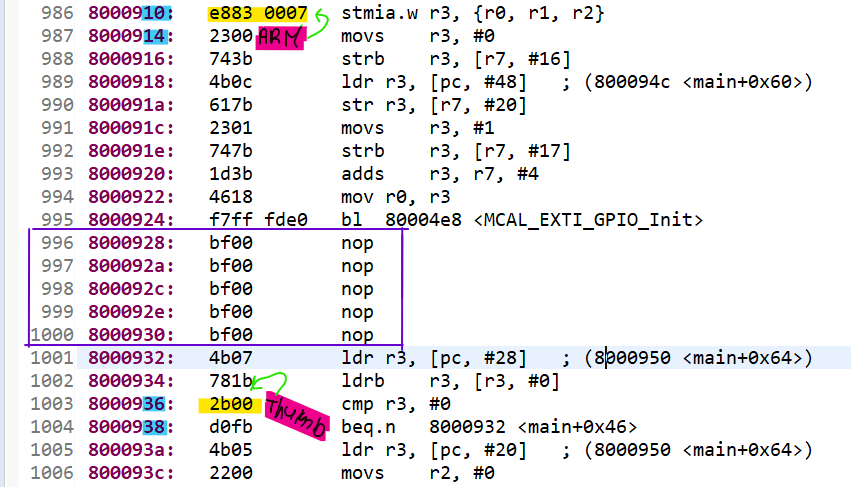 986 8000910: e883 0007 stmia.w r3, {r0, r1, r2}
987 8000914: 2300 ARM movs r3, #0
988 8000916: 743b strb r3, [r7, #16]
989 8000918: 4b0c ldr r3, [pc, #48] ; (800094c <main+0x60>)
990 800091a: 617b str r3, [r7, #20]
991 800091c: 2301 movs r3, #1
992 800091e: 747b strb r3, [r7, #17]
993 8000920: 1d3b adds r3, r7, #4
994 8000922: 4618 mov r0, r3
995 8000924: f7ff fde0 bl 80004e8 <MCAL_EXTI_GPIO_Init>
996 8000928: bf00 nop
997 800092a: bf00 nop
998 800092c: bf00 nop
999 800092e: bf00 nop
1000 8000930: bf00 nop
1001 8000932: 4b07 ldr r3, [pc, #28] ; (8000950 <main+0x64>)
1002 8000934: 781b ldrb r3, [r3, #0]
1003 8000936: 2b00 Thumb cmp r3, #0
1004 8000938: d0fb beq.n 8000932 <main+0x46>
1005 800093a: 4b05 ldr r3, [pc, #20] ; (8000950 <main+0x64>)
1006 800093c: 2200 movs r2, #0